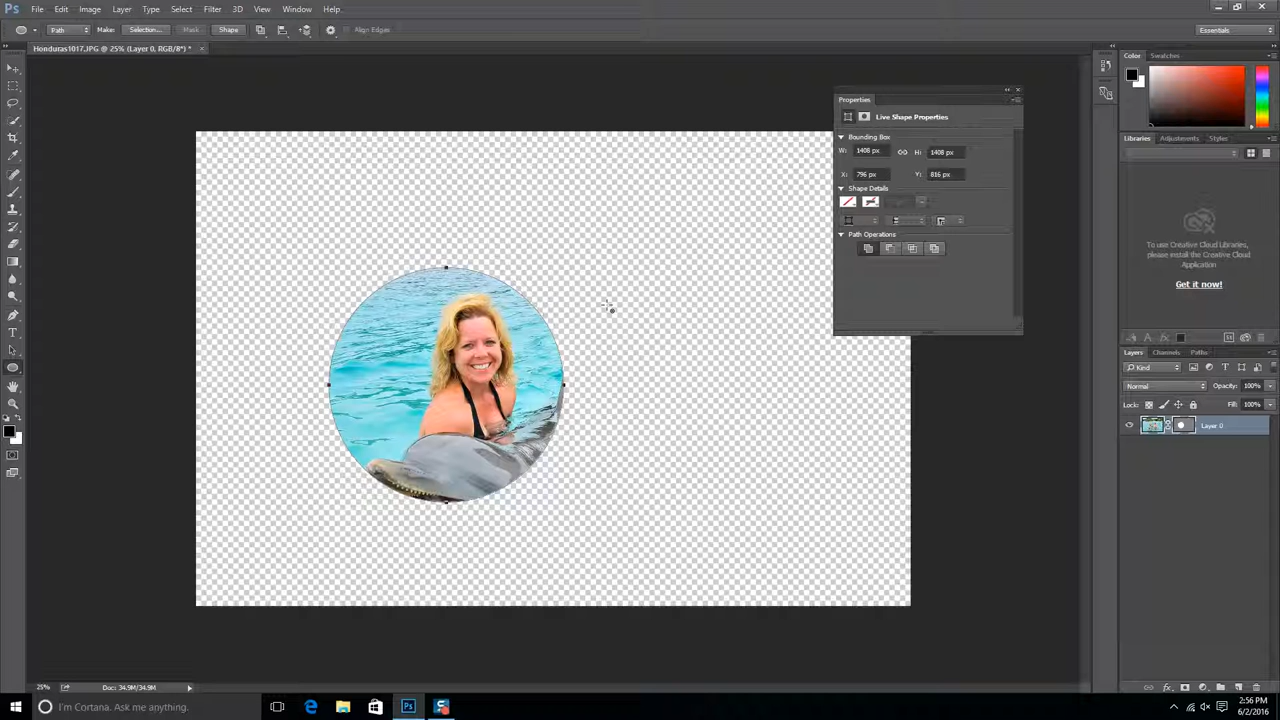 Ps File Edit Image Layer Type Select Filter 3D View Window Help
Path Make: Selection... Mask Shape Align Edges Essentials
Honduras1017.JPG @ 25% (Layer 0, RGB/8*) * ×
Color Swatches
Properties
Live Shape Properties
Bounding Box
W: 1408 px H: 1408 px
X: 796 px Y: 816 px
Shape Details
Path Operations
Libraries Adjustments Styles
To use Creative Cloud Libraries,
please install the Creative Cloud
Application
Get it now!
Layers Channels Paths
Kind
Normal Opacity: 100%
Lock: Fill: 100%
Layer 0
25% Doc: 34.9M/34.9M
I'm Cortana. Ask me anything.
Ps
2:56 PM
6/2/2016